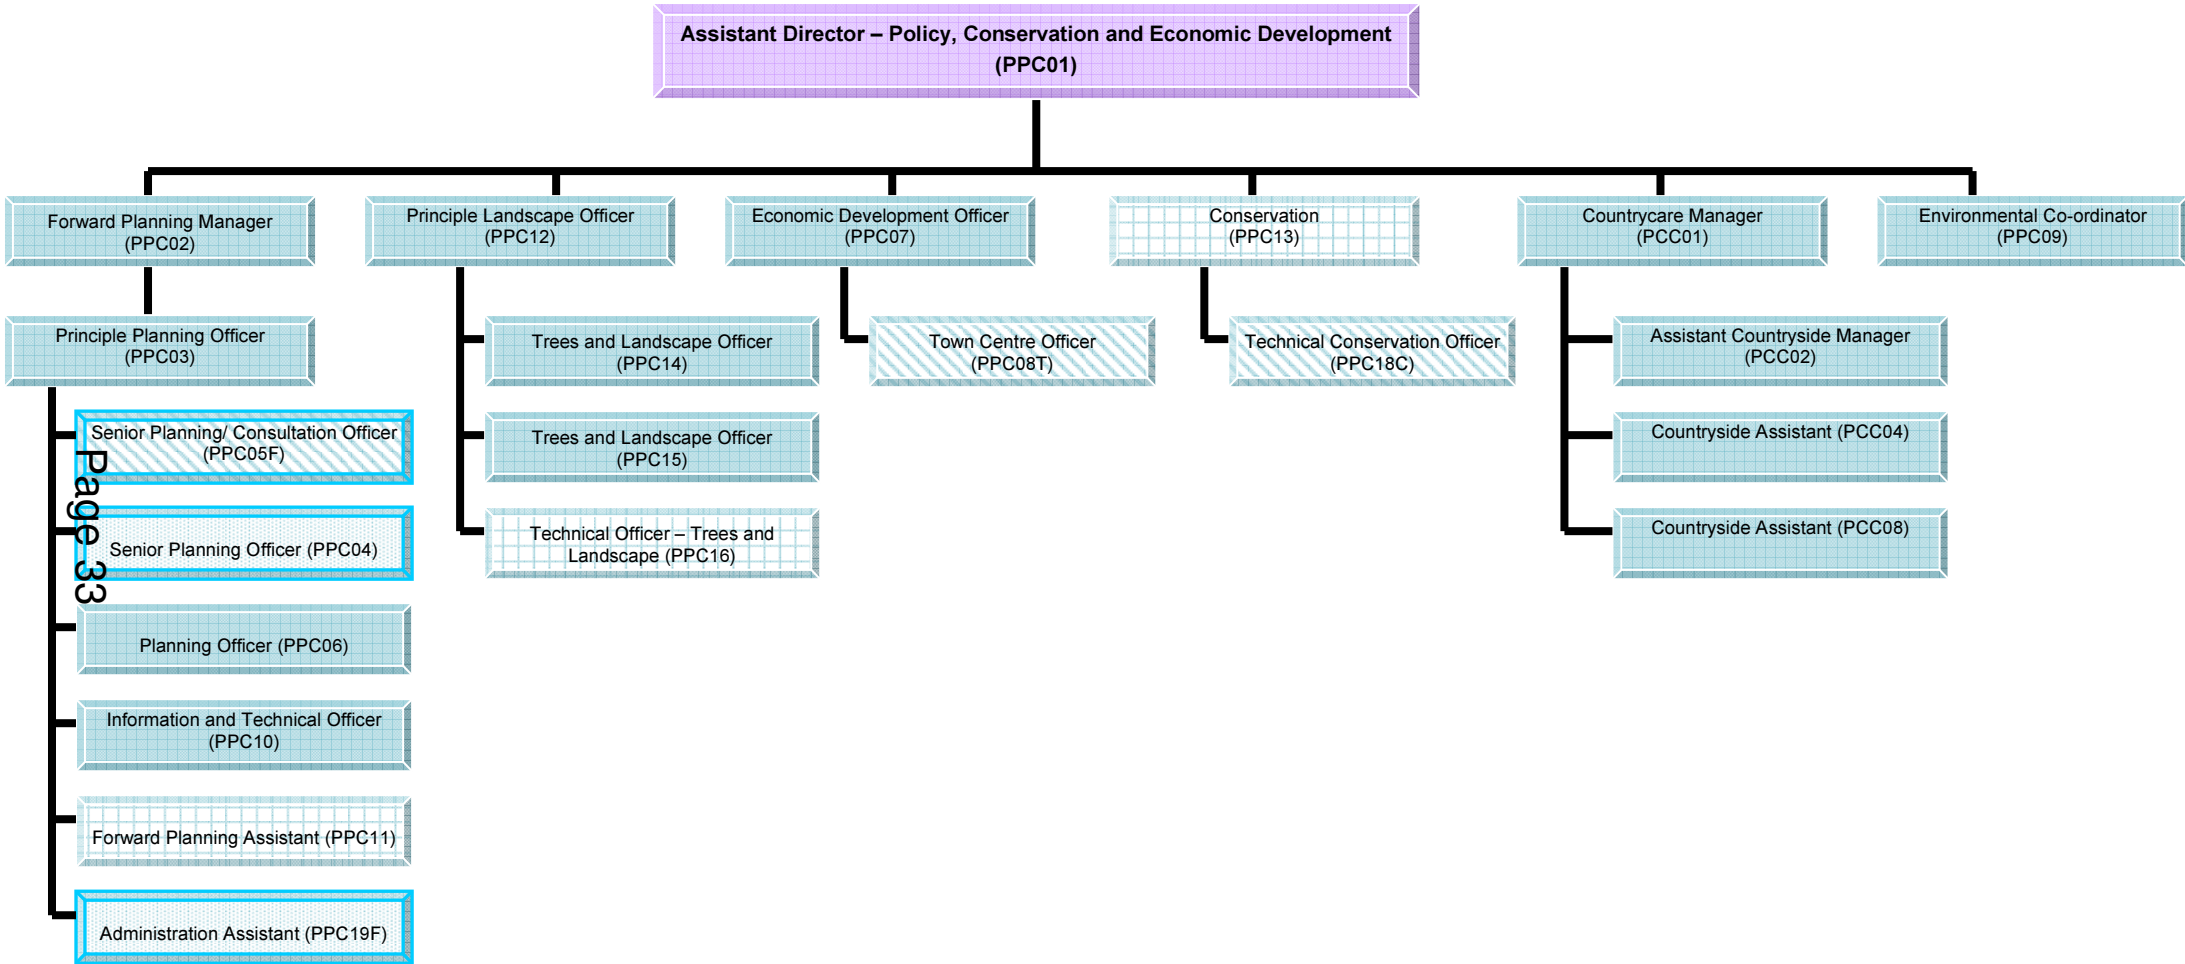 Assistant Director – Policy, Conservation and Economic Development
(PPC01)
Forward Planning Manager
(PPC02)
Principle Landscape Officer
(PPC12)
Economic Development Officer
(PPC07)
Conservation
(PPC13)
Countrycare Manager
(PCC01)
Environmental Co-ordinator
(PPC09)
Principle Planning Officer
(PPC03)
Trees and Landscape Officer
(PPC14)
Town Centre Officer
(PPC08T)
Technical Conservation Officer
(PPC18C)
Assistant Countryside Manager
(PCC02)
Senior Planning/ Consultation Officer
(PPC05F)
Trees and Landscape Officer
(PPC15)
Countryside Assistant (PCC04)
Senior Planning Officer (PPC04)
Technical Officer – Trees and
Landscape (PPC16)
Countryside Assistant (PCC08)
Page 33
Planning Officer (PPC06)
Information and Technical Officer
(PPC10)
Forward Planning Assistant (PPC11)
Administration Assistant (PPC19F)